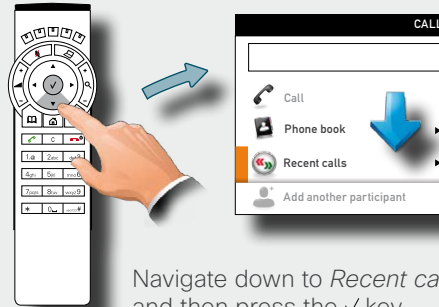 CALL
Call
Phone book
Recent calls
Add another participant
C
Navigate down to Recent ca
and then press the ✓ key